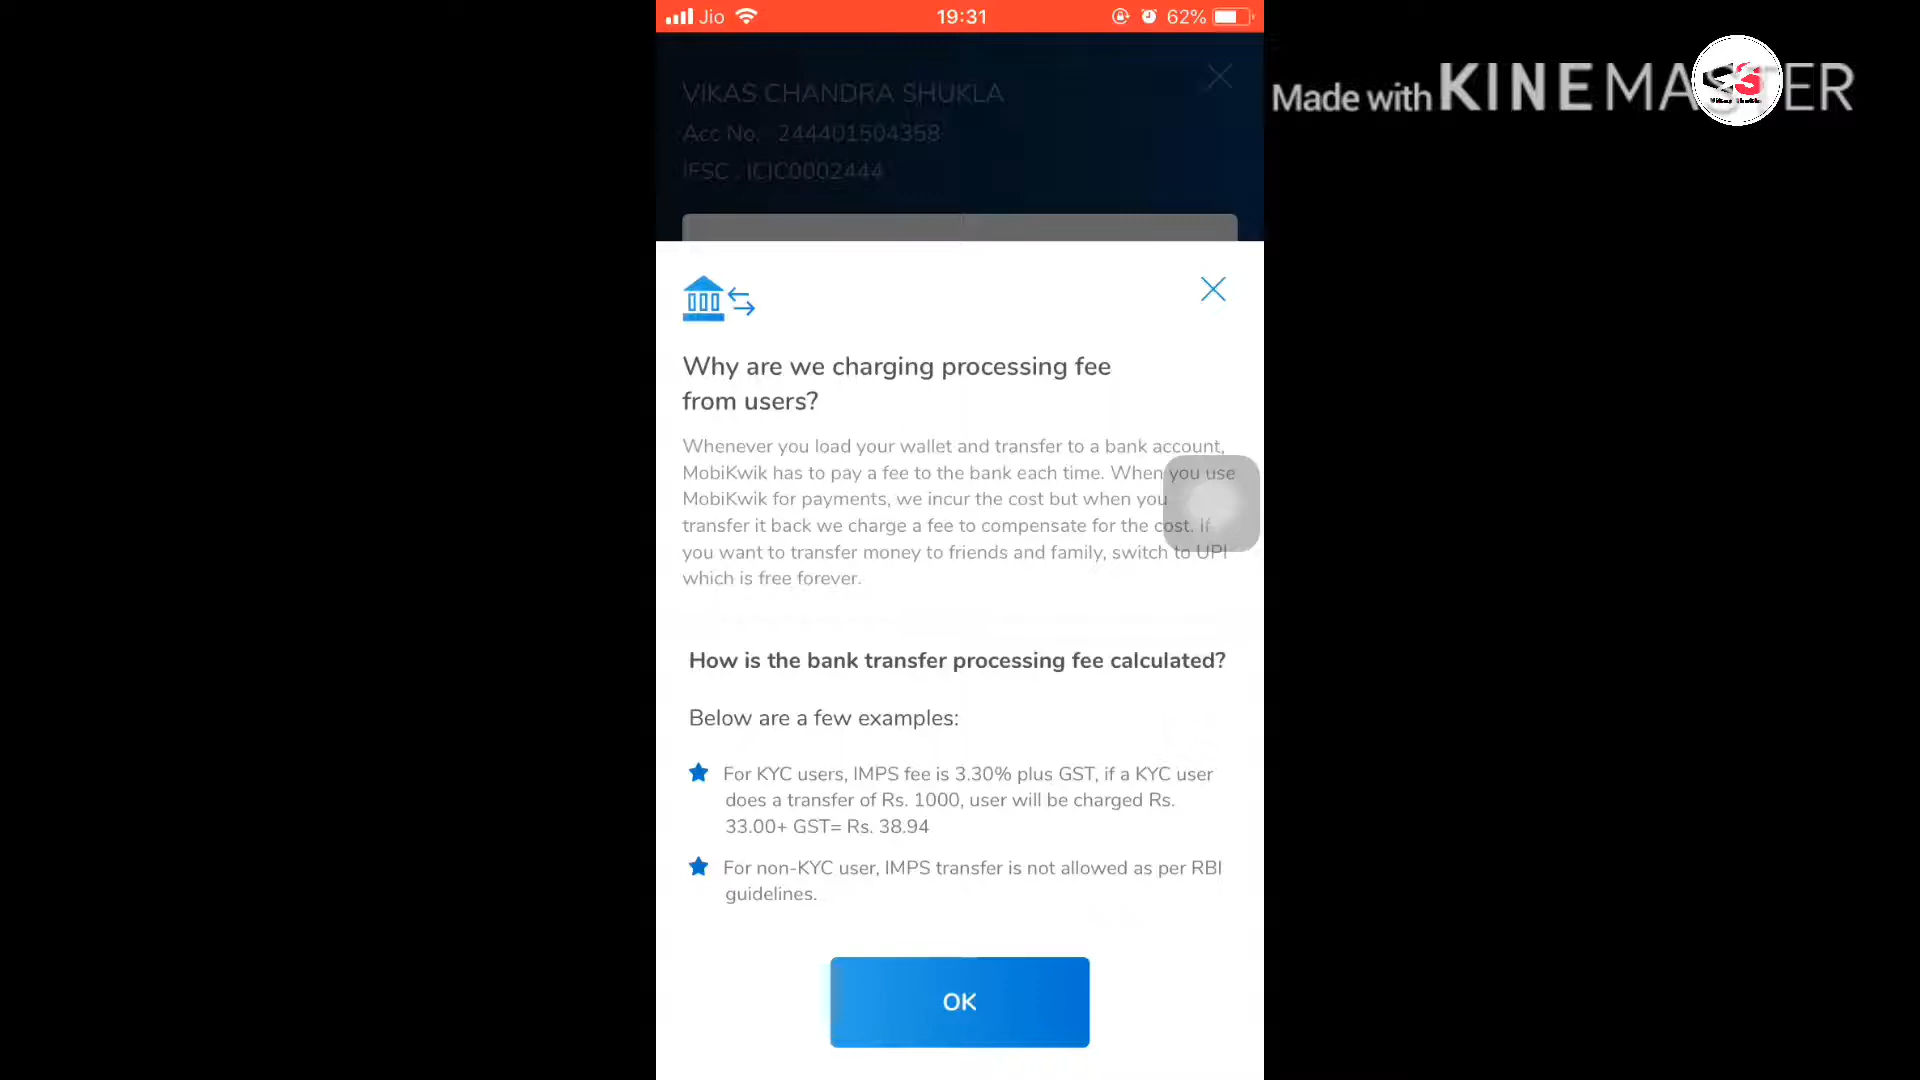 Jio
19:31
62%
VIKAS CHANDRA SHUKLA
Acc No. 244401504358
IFSC : ICIC0002444
Made with KINEMASTER
Why are we charging processing fee
from users?
Whenever you load your wallet and transfer to a bank account,
MobiKwik has to pay a fee to the bank each time. When you use
MobiKwik for payments, we incur the cost but when you
transfer it back we charge a fee to compensate for the cost. If
you want to transfer money to friends and family, switch to UPI
which is free forever.
How is the bank transfer processing fee calculated?
Below are a few examples:
For KYC users, IMPS fee is 3.30% plus GST, if a KYC user
does a transfer of Rs. 1000, user will be charged Rs.
33.00+ GST= Rs. 38.94
For non-KYC user, IMPS transfer is not allowed as per RBI
guidelines.
OK